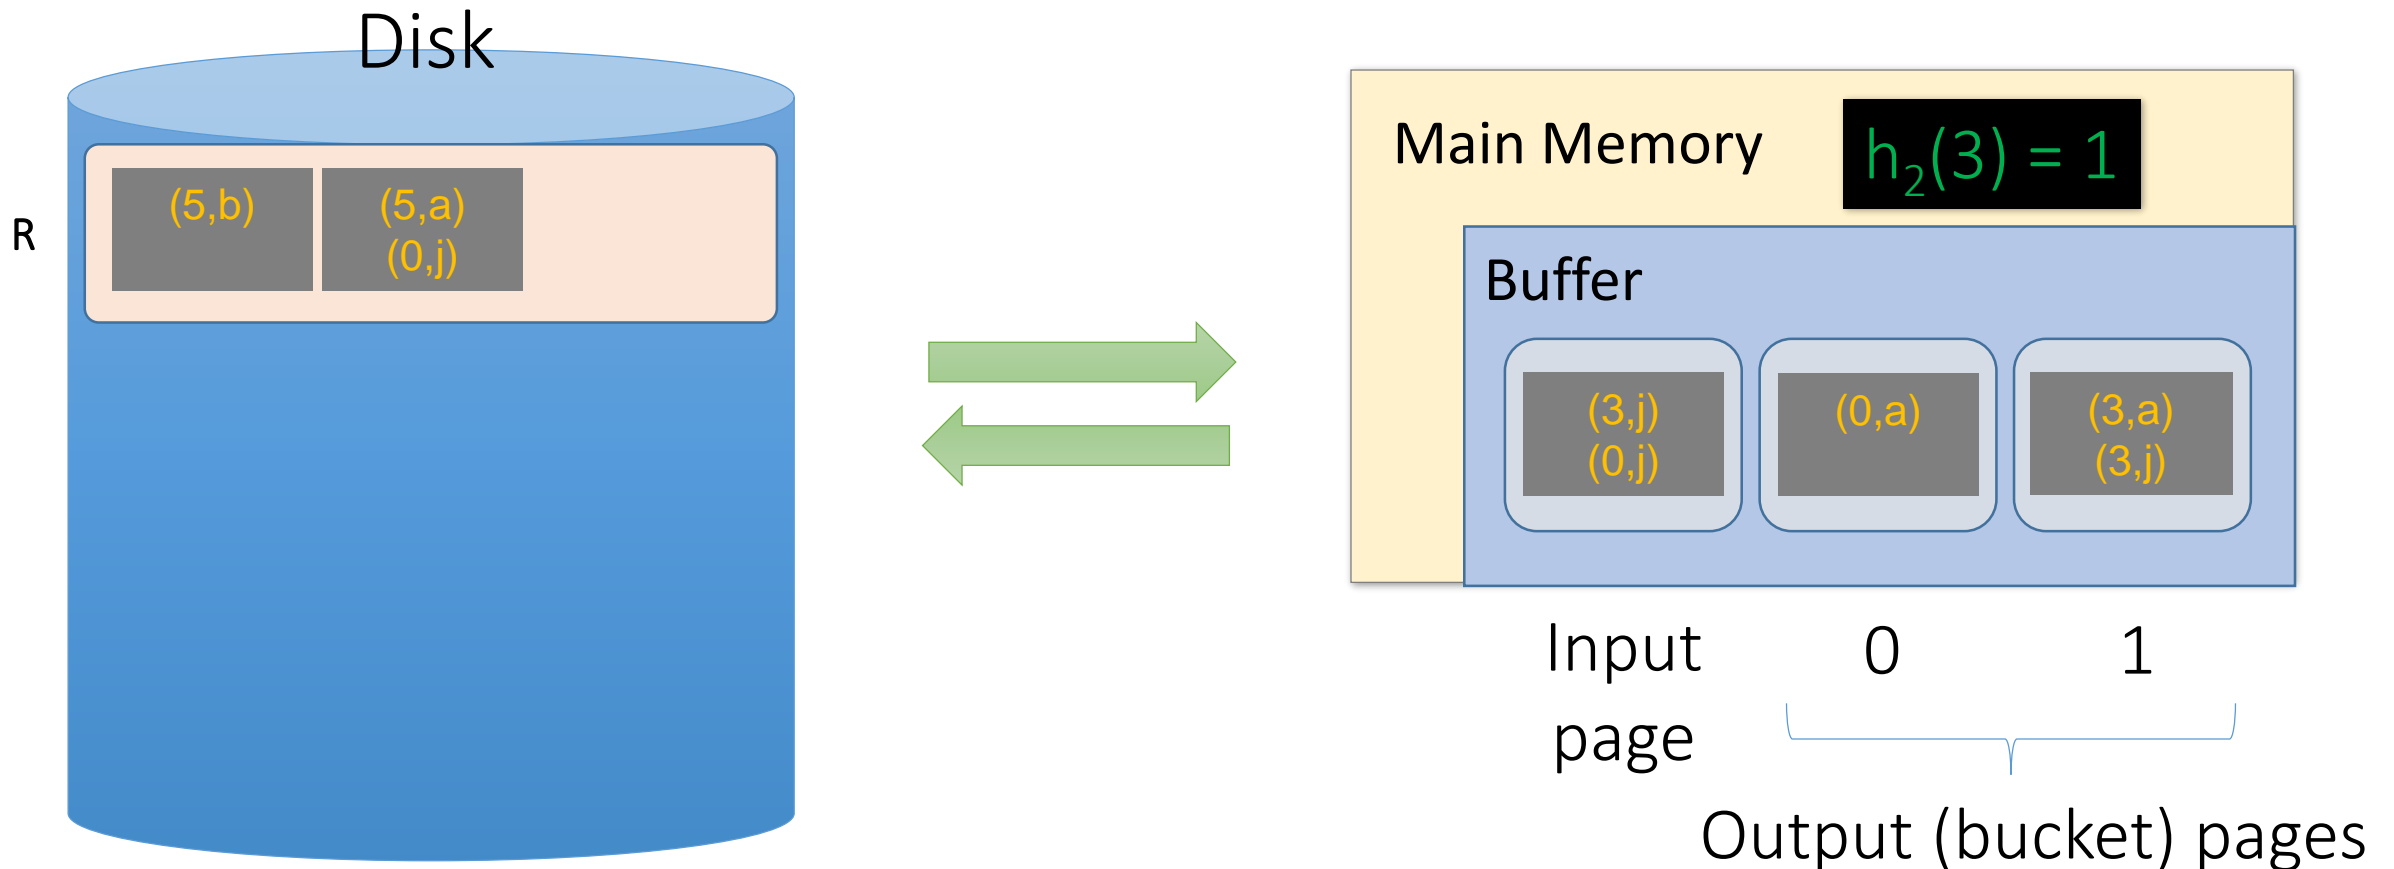 Disk
R
(5,b)
(5,a)
(0,j)
Main Memory
h₂(3) = 1
Buffer
(3,j)
(0,j)
(0,a)
(3,a)
(3,j)
Input
page
0
1
Output (bucket) pages